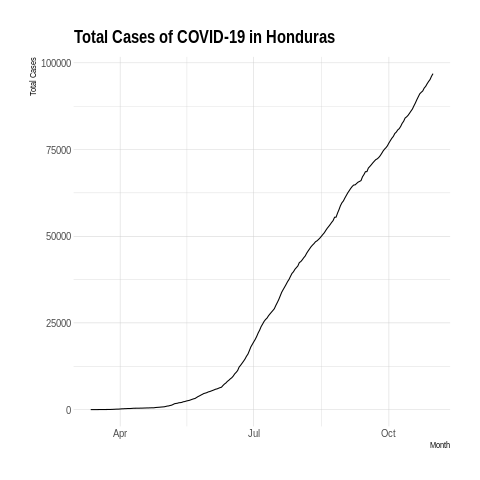 Total Cases of COVID-19 in Honduras
Total Cases
100000
75000
50000
25000
0
Apr
Jul
Oct
Month